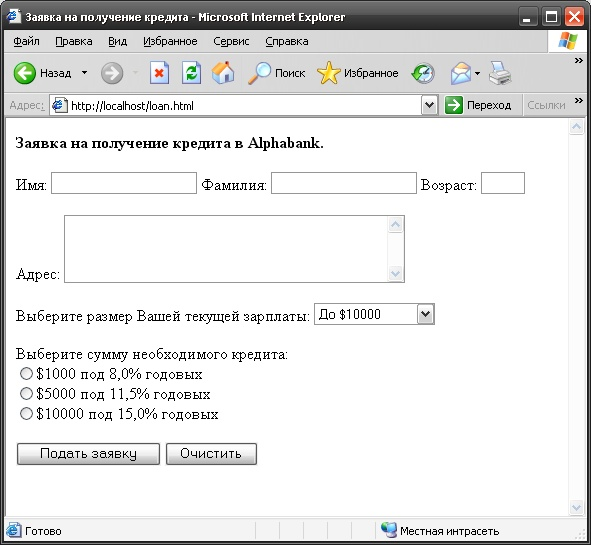 Заявка на получение кредита - Microsoft Internet Explorer
Файл Правка Вид Избранное Сервис Справка »
Назад Поиск Избранное »
Адрес: http://localhost/loan.html Переход Ссылки »
Заявка на получение кредита в Alphabank.
Имя: Фамилия: Возраст:
Адрес:
Выберите размер Вашей текущей зарплаты: До $10000
Выберите сумму необходимого кредита:
$1000 под 8,0% годовых
$5000 под 11,5% годовых
$10000 под 15,0% годовых
Подать заявку Очистить
Готово Местная интрасеть